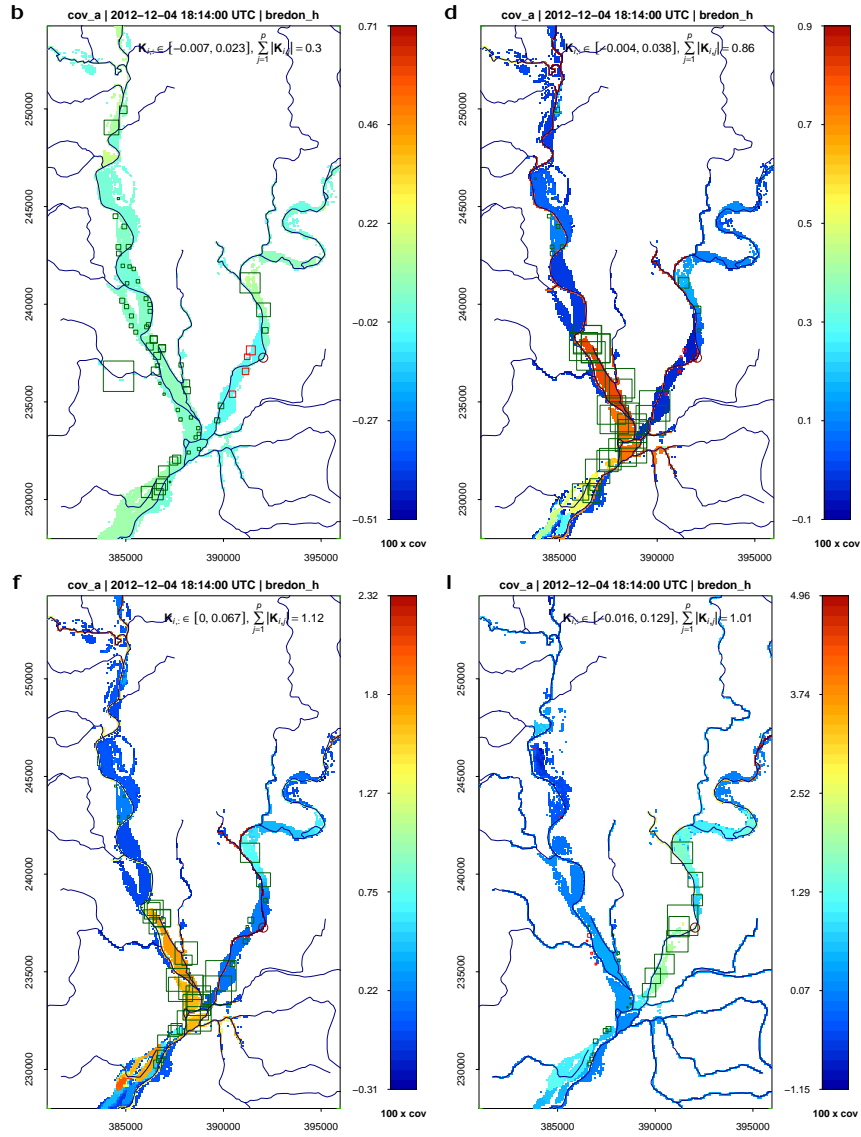 b
cov_a | 2012−12−04 18:14:00 UTC | bredon_h
K_{i,:} ∈ [−0.007, 0.023], \sum_{j=1}^{p} |K_{i,j}| = 0.3
250000
245000
240000
235000
230000
385000 390000 395000
0.71
0.46
0.22
−0.02
−0.27
−0.51
100 x cov
d
cov_a | 2012−12−04 18:14:00 UTC | bredon_h
K_{i,:} ∈ [−0.004, 0.038], \sum_{j=1}^{p} |K_{i,j}| = 0.86
250000
245000
240000
235000
230000
385000 390000 395000
0.9
0.7
0.5
0.3
0.1
−0.1
100 x cov
f
cov_a | 2012−12−04 18:14:00 UTC | bredon_h
K_{i,:} ∈ [0, 0.067], \sum_{j=1}^{p} |K_{i,j}| = 1.12
250000
245000
240000
235000
230000
385000 390000 395000
2.32
1.8
1.27
0.75
0.22
−0.31
100 x cov
l
cov_a | 2012−12−04 18:14:00 UTC | bredon_h
K_{i,:} ∈ [−0.016, 0.129], \sum_{j=1}^{p} |K_{i,j}| = 1.01
250000
245000
240000
235000
230000
385000 390000 395000
4.96
3.74
2.52
1.29
0.07
−1.15
100 x cov